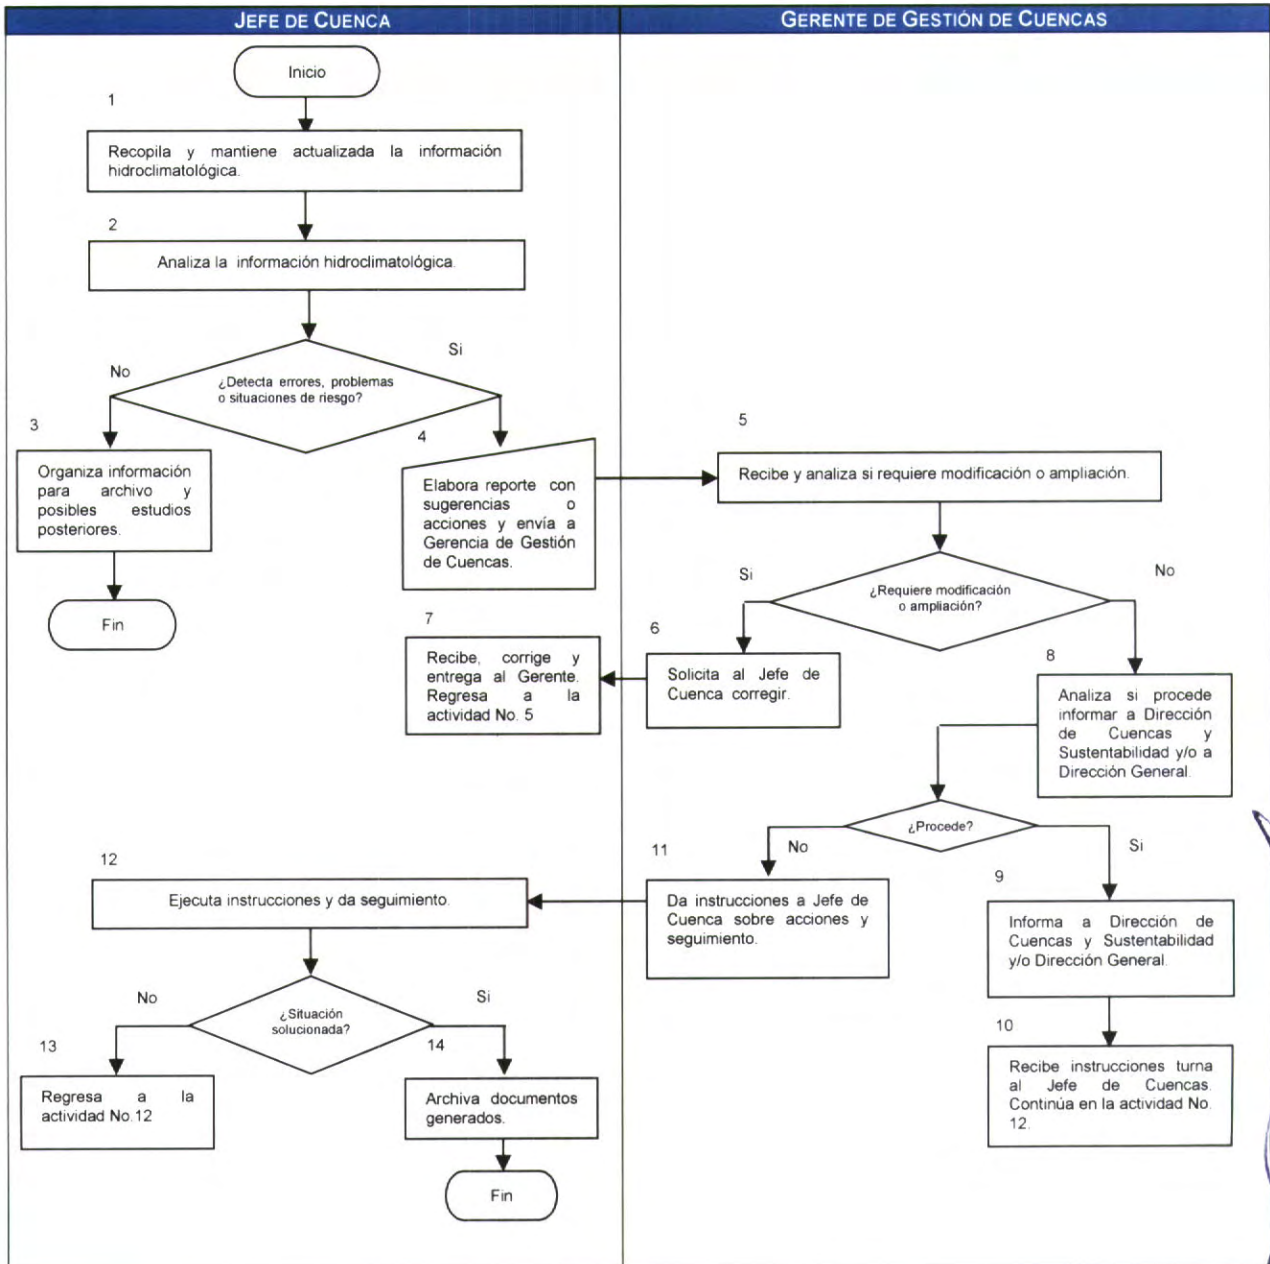 JEFE DE CUENCA
GERENTE DE GESTIÓN DE CUENCAS
Inicio
1
Recopila y mantiene actualizada la información
hidroclimatológica.
2
Analiza la información hidroclimatológica.
¿Detecta errores, problemas
o situaciones de riesgo?
No
Si
3
Organiza información
para archivo y
posibles estudios
posteriores.
Fin
4
Elabora reporte con
sugerencias o
acciones y envía a
Gerencia de Gestión
de Cuencas.
5
Recibe y analiza si requiere modificación o ampliación.
¿Requiere modificación
o ampliación?
Si
No
6
Solicita al Jefe de
Cuenca corregir.
7
Recibe, corrige y
entrega al Gerente.
Regresa a la
actividad No. 5
8
Analiza si procede
informar a Dirección
de Cuencas y
Sustentabilidad y/o a
Dirección General.
¿Procede?
No
Si
9
Informa a Dirección de
Cuencas y Sustentabilidad
y/o Dirección General.
10
Recibe instrucciones turna
al Jefe de Cuencas.
Continúa en la actividad No.
12.
11
Da instrucciones a Jefe de
Cuenca sobre acciones y
seguimiento.
12
Ejecuta instrucciones y da seguimiento.
¿Situación
solucionada?
No
Si
13
Regresa a la
actividad No.12
14
Archiva documentos
generados.
Fin